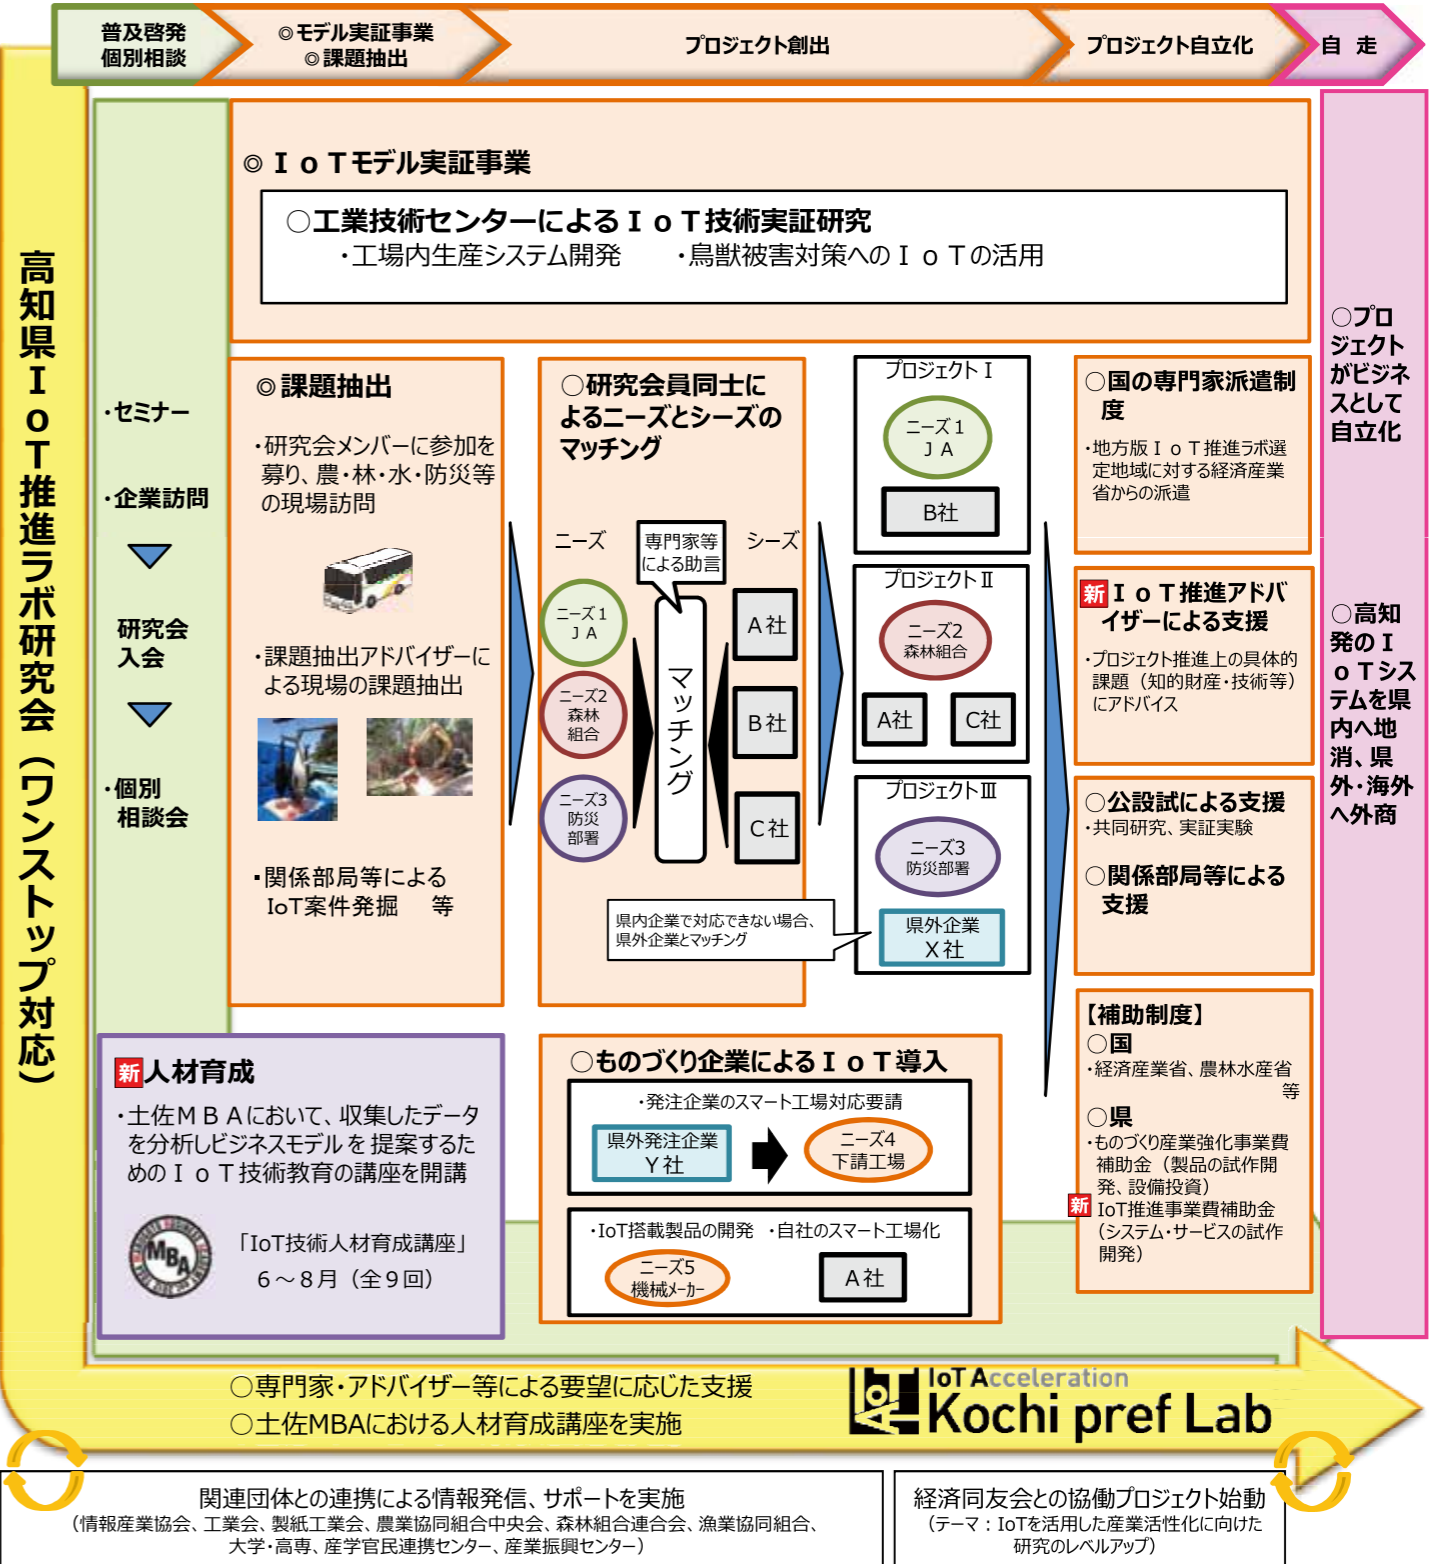 普及啓発
個別相談
◎モデル実証事業
◎課題抽出
プロジェクト創出
プロジェクト自立化
自 走
高知県ＩｏＴ推進ラボ研究会（ワンストップ対応）
・セミナー
・企業訪問
研究会
入会
・個別
相談会
◎ＩｏＴモデル実証事業
○工業技術センターによるＩｏＴ技術実証研究
・工場内生産システム開発　・鳥獣被害対策へのＩｏＴの活用
◎課題抽出
・研究会メンバーに参加を
募り、農・林・水・防災等
の現場訪問
・課題抽出アドバイザーに
よる現場の課題抽出
・関係部局等による
IoT案件発掘　等
○研究会員同士に
よるニーズとシーズの
マッチング
ニーズ
専門家等
による助言
シーズ
ニーズ１
ＪＡ
ニーズ2
森林
組合
ニーズ3
防災
部署
マッチング
Ａ社
Ｂ社
Ｃ社
県内企業で対応できない場合、
県外企業とマッチング
プロジェクトⅠ
ニーズ１
ＪＡ
B社
プロジェクトⅡ
ニーズ2
森林組合
A社
C社
プロジェクトⅢ
ニーズ3
防災部署
県外企業
Ｘ社
○国の専門家派遣制
度
・地方版ＩｏＴ推進ラボ選
定地域に対する経済産業
省からの派遣
新ＩｏＴ推進アドバ
イザーによる支援
・プロジェクト推進上の具体的
課題（知的財産・技術等）
にアドバイス
○公設試による支援
・共同研究、実証実験
○関係部局等による
支援
【補助制度】
○国
・経済産業省、農林水産省
等
○県
・ものづくり産業強化事業費
補助金（製品の試作開
発、設備投資）
新 IoT推進事業費補助金
（システム・サービスの試作
開発）
○プロ
ジェクト
がビジネ
スとして
自立化
○高知
発のＩ
ｏＴシス
テムを県
内へ地
消、県
外・海外
へ外商
新人材育成
・土佐ＭＢＡにおいて、収集したデータ
を分析しビジネスモデルを提案するた
めのＩｏＴ技術教育の講座を開講
MBA
「IoT技術人材育成講座」
６～８月（全９回）
○ものづくり企業によるＩｏＴ導入
・発注企業のスマート工場対応要請
県外発注企業
Ｙ社
ニーズ4
下請工場
・IoT搭載製品の開発　・自社のスマート工場化
ニーズ5
機械ﾒｰｶｰ
Ａ社
○専門家・アドバイザー等による要望に応じた支援
○土佐MBAにおける人材育成講座を実施
IoT Acceleration
Kochi pref Lab
関連団体との連携による情報発信、サポートを実施
（情報産業協会、工業会、製紙工業会、農業協同組合中央会、森林組合連合会、漁業協同組合、
大学・高専、産学官民連携センター、産業振興センター）
経済同友会との協働プロジェクト始動
（テーマ：IoTを活用した産業活性化に向けた
研究のレベルアップ）